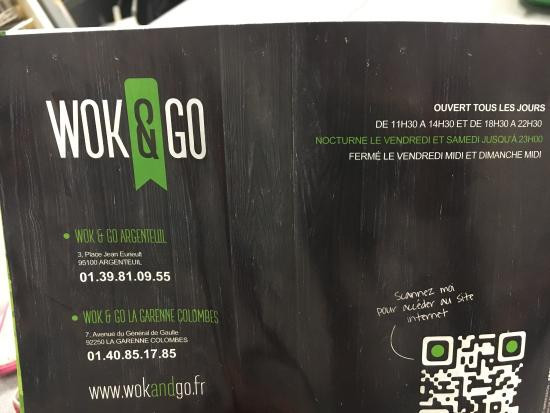 WOK & GO
OUVERT TOUS LES JOURS
DE 11H30 A 14H30 ET DE 18H30 A 22H30
NOCTURNE LE VENDREDI ET SAMEDI JUSQU'À 23H00
FERMÉ LE VENDREDI MIDI ET DIMANCHE MIDI
• WOK & GO ARGENTEUIL
3, Place Jean Eurieult
95100 ARGENTEUIL
01.39.81.09.55
• WOK & GO LA GARENNE COLOMBES
7, Avenue du Général de Gaulle
92250 LA GARENNE COLOMBES
01.40.85.17.85
www.wokandgo.fr
Scannez moi
pour accéder au site
internet